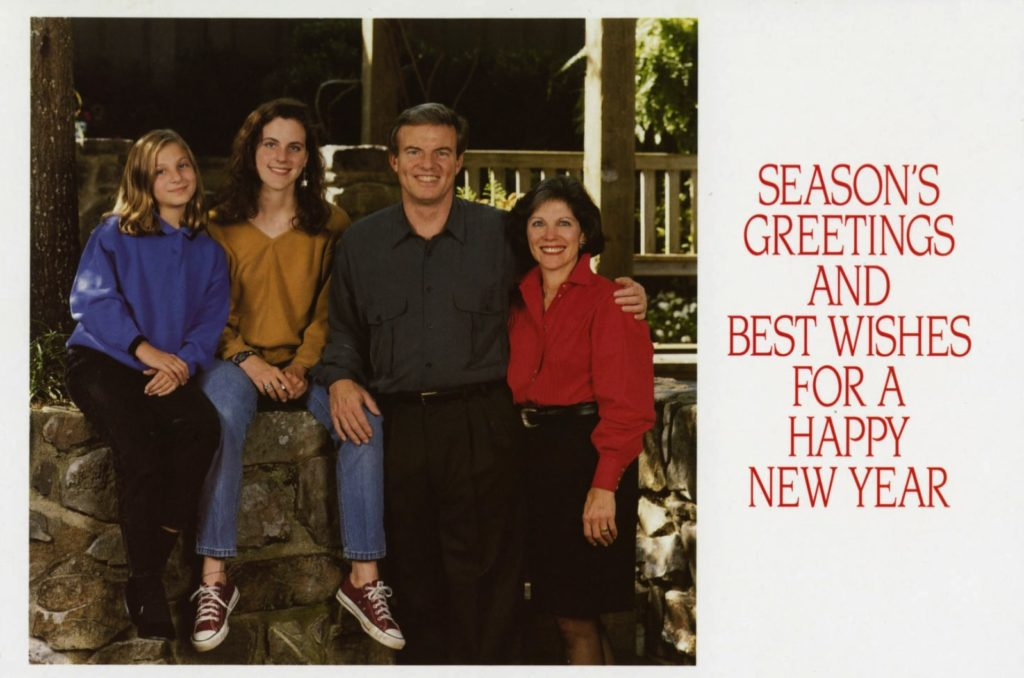 SEASON'S
GREETINGS
AND
BEST WISHES
FOR A
HAPPY
NEW YEAR